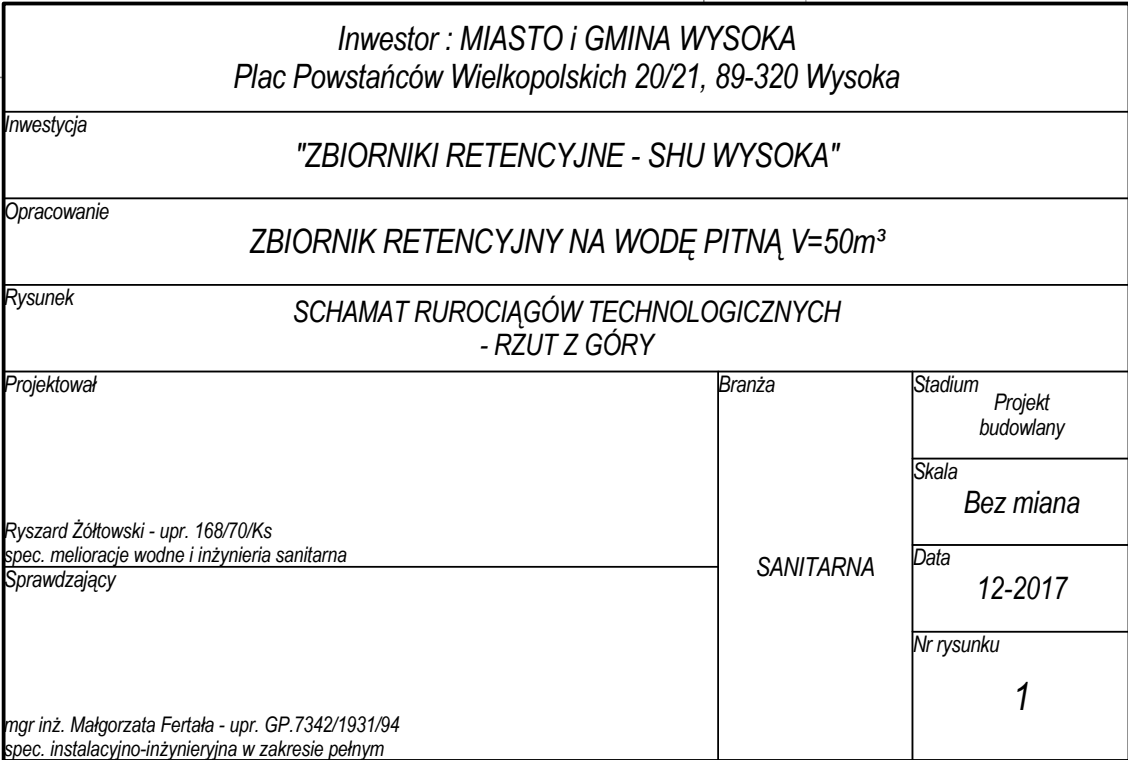 Inwestor : MIASTO i GMINA WYSOKA
Plac Powstańców Wielkopolskich 20/21, 89-320 Wysoka
Inwestycja
"ZBIORNIKI RETENCYJNE - SHU WYSOKA"
Opracowanie
ZBIORNIK RETENCYJNY NA WODĘ PITNĄ V=50m³
Rysunek
SCHAMAT RUROCIĄGÓW TECHNOLOGICZNYCH
- RZUT Z GÓRY
Projektował
Ryszard Żółtowski - upr. 168/70/Ks
spec. melioracje wodne i inżynieria sanitarna
Sprawdzający
mgr inż. Małgorzata Fertała - upr. GP.7342/1931/94
spec. instalacyjno-inżynieryjna w zakresie pełnym
Branża
SANITARNA
Stadium
Projekt
budowlany
Skala
Bez miana
Data
12-2017
Nr rysunku
1